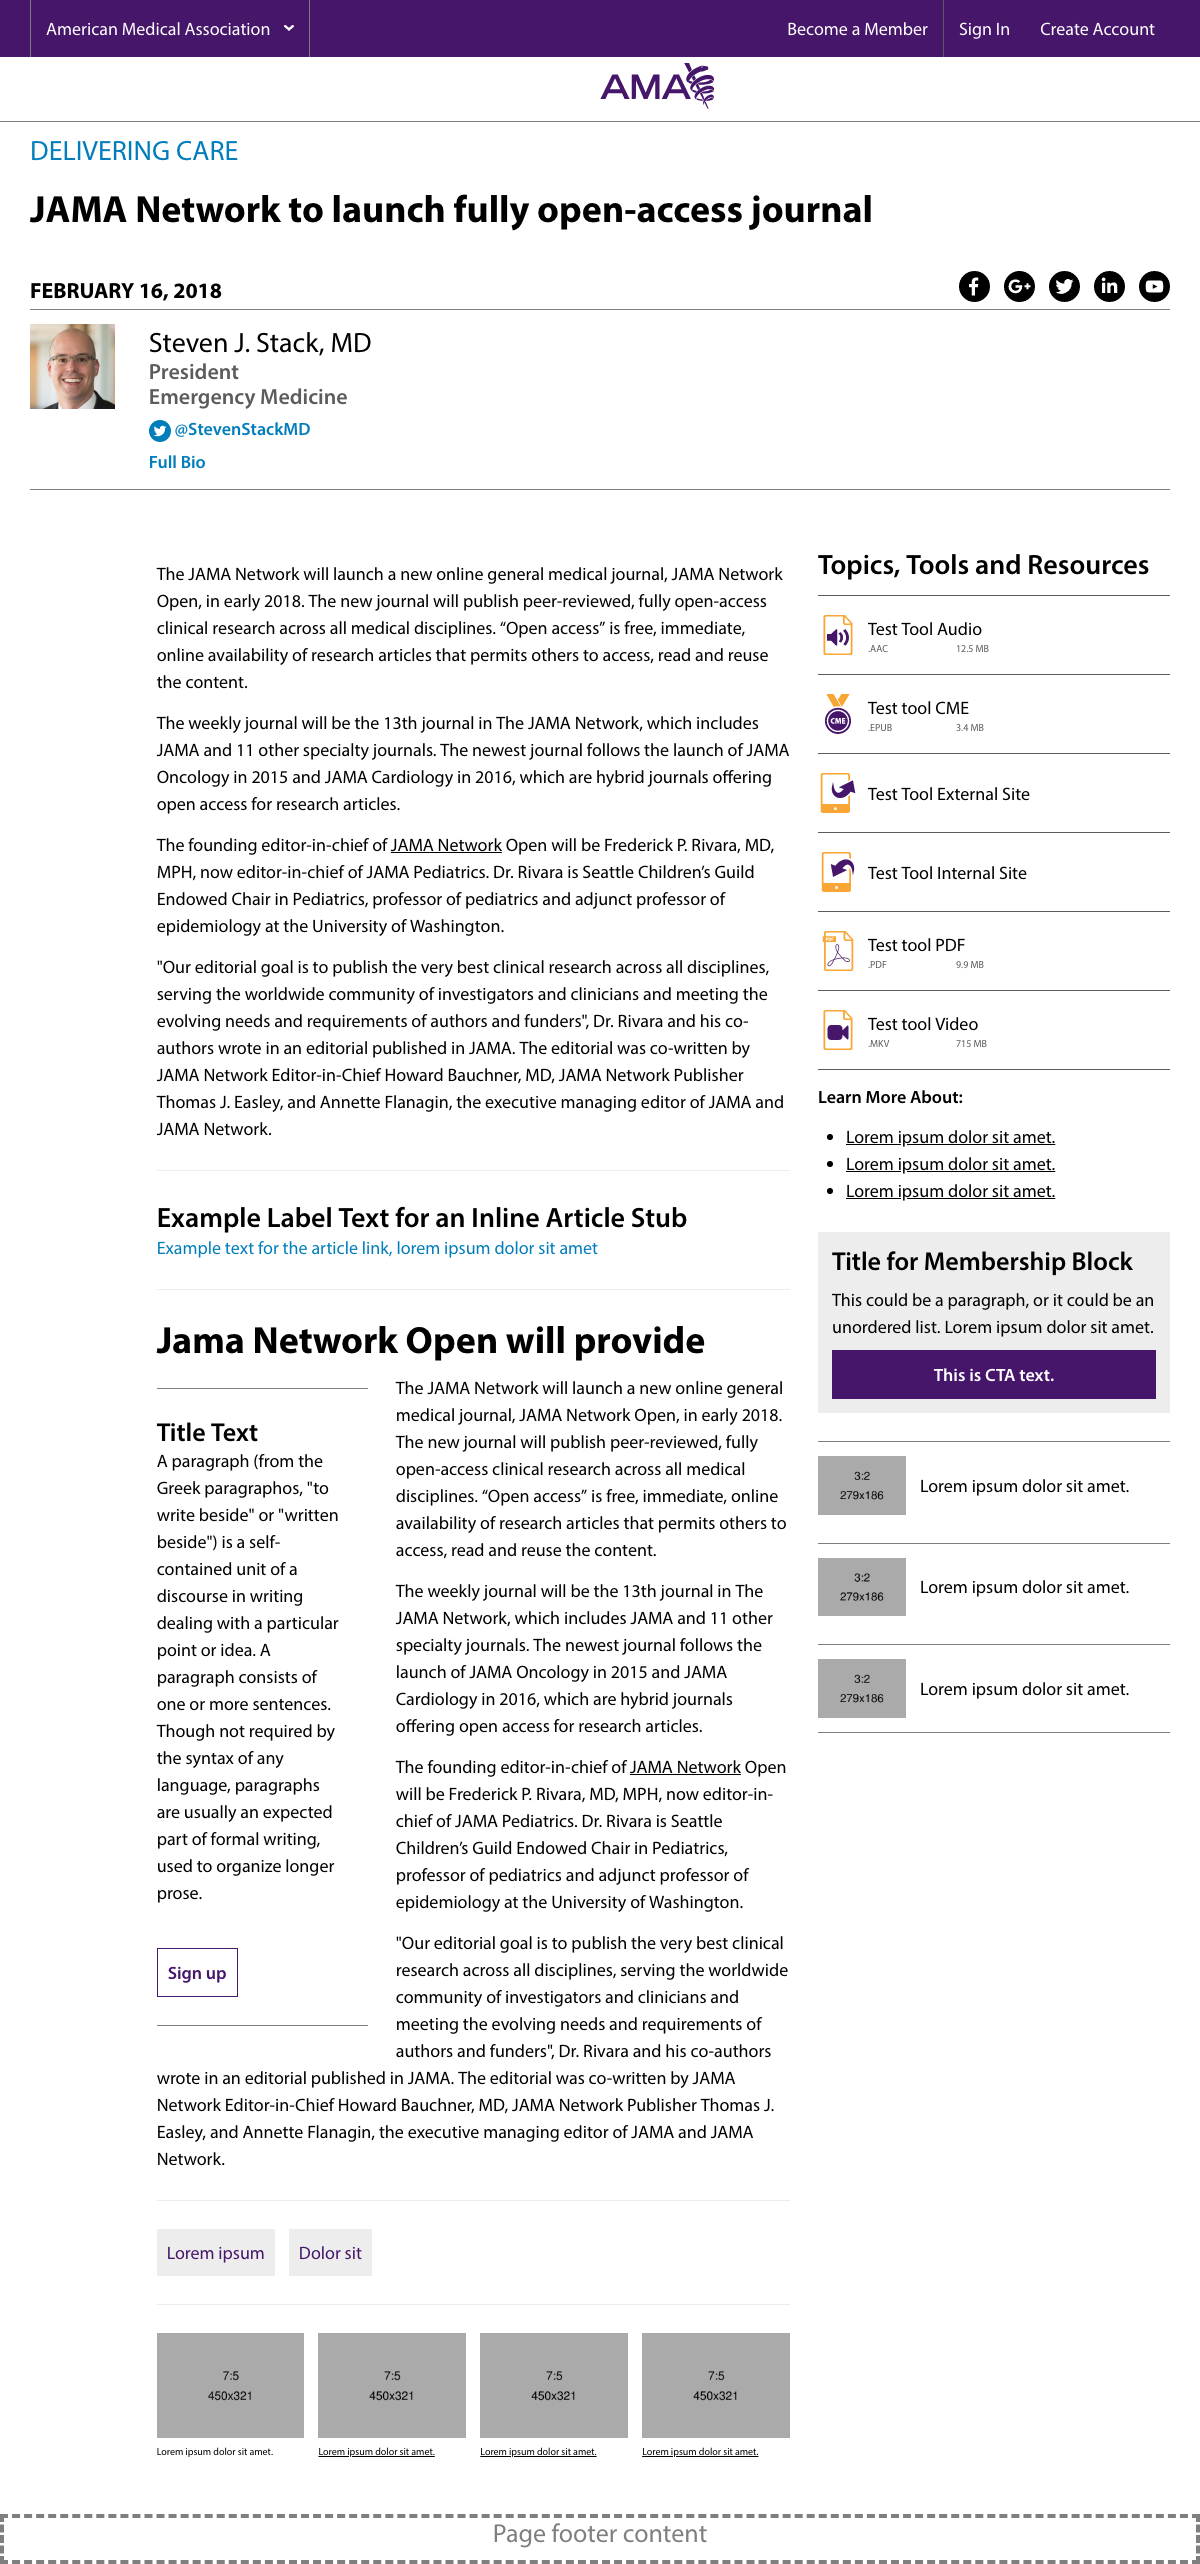 American Medical Association
Become a Member
Sign In
Create Account
AMA
DELIVERING CARE
JAMA Network to launch fully open-access journal
FEBRUARY 16, 2018
Steven J. Stack, MD
President
Emergency Medicine
@StevenStackMD
Full Bio
The JAMA Network will launch a new online general medical journal, JAMA Network
Open, in early 2018. The new journal will publish peer-reviewed, fully open-access
clinical research across all medical disciplines. “Open access” is free, immediate,
online availability of research articles that permits others to access, read and reuse
the content.
The weekly journal will be the 13th journal in The JAMA Network, which includes
JAMA and 11 other specialty journals. The newest journal follows the launch of JAMA
Oncology in 2015 and JAMA Cardiology in 2016, which are hybrid journals offering
open access for research articles.
The founding editor-in-chief of JAMA Network Open will be Frederick P. Rivara, MD,
MPH, now editor-in-chief of JAMA Pediatrics. Dr. Rivara is Seattle Children’s Guild
Endowed Chair in Pediatrics, professor of pediatrics and adjunct professor of
epidemiology at the University of Washington.
"Our editorial goal is to publish the very best clinical research across all disciplines,
serving the worldwide community of investigators and clinicians and meeting the
evolving needs and requirements of authors and funders", Dr. Rivara and his co-
authors wrote in an editorial published in JAMA. The editorial was co-written by
JAMA Network Editor-in-Chief Howard Bauchner, MD, JAMA Network Publisher
Thomas J. Easley, and Annette Flanagin, the executive managing editor of JAMA and
JAMA Network.
Example Label Text for an Inline Article Stub
Example text for the article link, lorem ipsum dolor sit amet
Jama Network Open will provide
Title Text
A paragraph (from the
Greek paragraphos, "to
write beside" or "written
beside") is a self-
contained unit of a
discourse in writing
dealing with a particular
point or idea. A
paragraph consists of
one or more sentences.
Though not required by
the syntax of any
language, paragraphs
are usually an expected
part of formal writing,
used to organize longer
prose.
Sign up
The JAMA Network will launch a new online general
medical journal, JAMA Network Open, in early 2018.
The new journal will publish peer-reviewed, fully
open-access clinical research across all medical
disciplines. “Open access” is free, immediate, online
availability of research articles that permits others to
access, read and reuse the content.
The weekly journal will be the 13th journal in The
JAMA Network, which includes JAMA and 11 other
specialty journals. The newest journal follows the
launch of JAMA Oncology in 2015 and JAMA
Cardiology in 2016, which are hybrid journals
offering open access for research articles.
The founding editor-in-chief of JAMA Network Open
will be Frederick P. Rivara, MD, MPH, now editor-in-
chief of JAMA Pediatrics. Dr. Rivara is Seattle
Children’s Guild Endowed Chair in Pediatrics,
professor of pediatrics and adjunct professor of
epidemiology at the University of Washington.
"Our editorial goal is to publish the very best clinical
research across all disciplines, serving the worldwide
community of investigators and clinicians and
meeting the evolving needs and requirements of
authors and funders", Dr. Rivara and his co-authors
wrote in an editorial published in JAMA. The editorial was co-written by JAMA
Network Editor-in-Chief Howard Bauchner, MD, JAMA Network Publisher Thomas J.
Easley, and Annette Flanagin, the executive managing editor of JAMA and JAMA
Network.
Lorem ipsum
Dolor sit
7:5
450x321
Lorem ipsum dolor sit amet.
7:5
450x321
Lorem ipsum dolor sit amet.
7:5
450x321
Lorem ipsum dolor sit amet.
7:5
450x321
Lorem ipsum dolor sit amet.
Topics, Tools and Resources
Test Tool Audio
.AAC 12.5 MB
CME
Test tool CME
.EPUB 3.4 MB
Test Tool External Site
Test Tool Internal Site
PDF
Test tool PDF
.PDF 9.9 MB
Test tool Video
.MKV 715 MB
Learn More About:
Lorem ipsum dolor sit amet.
Lorem ipsum dolor sit amet.
Lorem ipsum dolor sit amet.
Title for Membership Block
This could be a paragraph, or it could be an
unordered list. Lorem ipsum dolor sit amet.
This is CTA text.
3:2
279x186
Lorem ipsum dolor sit amet.
3:2
279x186
Lorem ipsum dolor sit amet.
3:2
279x186
Lorem ipsum dolor sit amet.
Page footer content